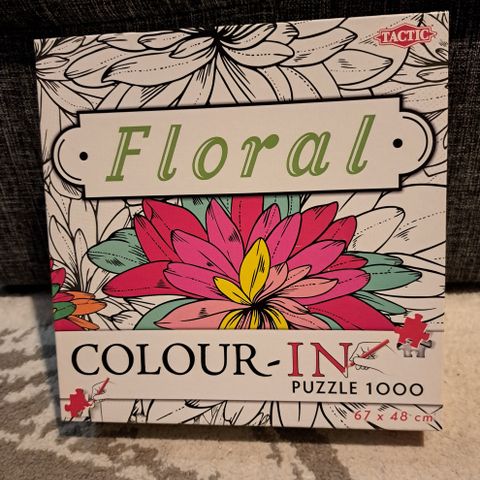 TACTIC
Floral
COLOUR-IN
PUZZLE 1000
67 x 48 cm